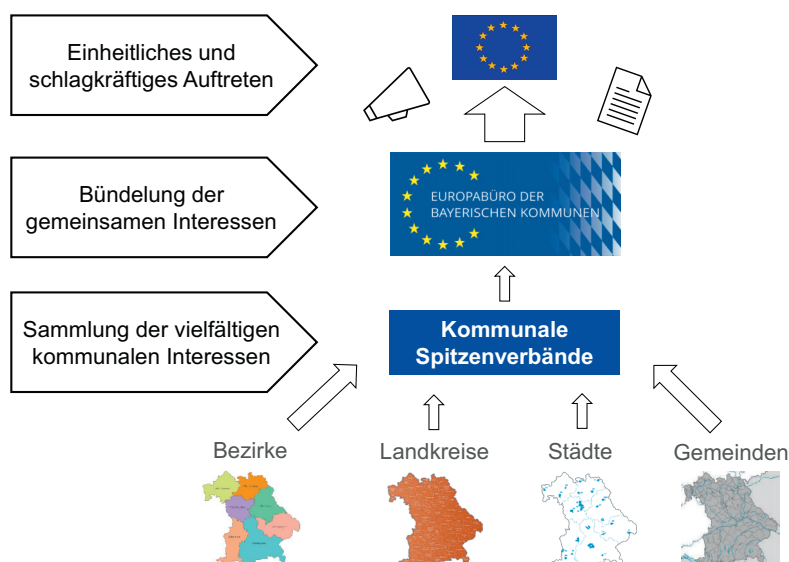 Einheitliches und
schlagkräftiges Auftreten
Bündelung der
gemeinsamen Interessen
EUROPABÜRO DER
BAYERISCHEN KOMMUNEN
Sammlung der vielfältigen
kommunalen Interessen
Kommunale
Spitzenverbände
Bezirke
Landkreise
Städte
Gemeinden